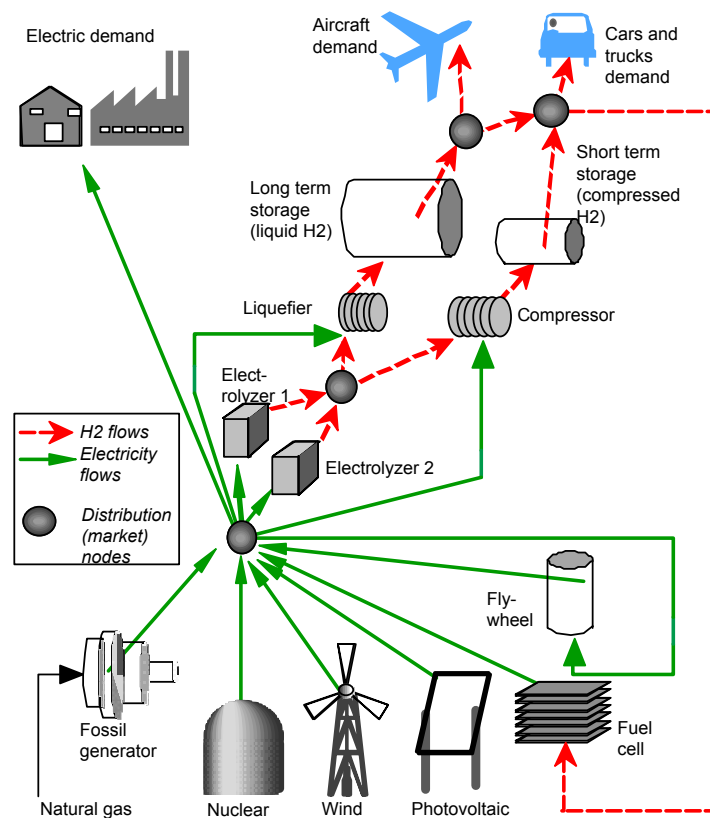 Electric demand
Aircraft
demand
Cars and
trucks
demand
Long term
storage
(liquid H2)
Short term
storage
(compressed
H2)
Liquefier
Compressor
Elect-
rolyzer 1
Electrolyzer 2
H2 flows
Electricity
flows
Distribution
(market)
nodes
Fly-
wheel
Fossil
generator
Fuel
cell
Natural gas
Nuclear
Wind
Photovoltaic